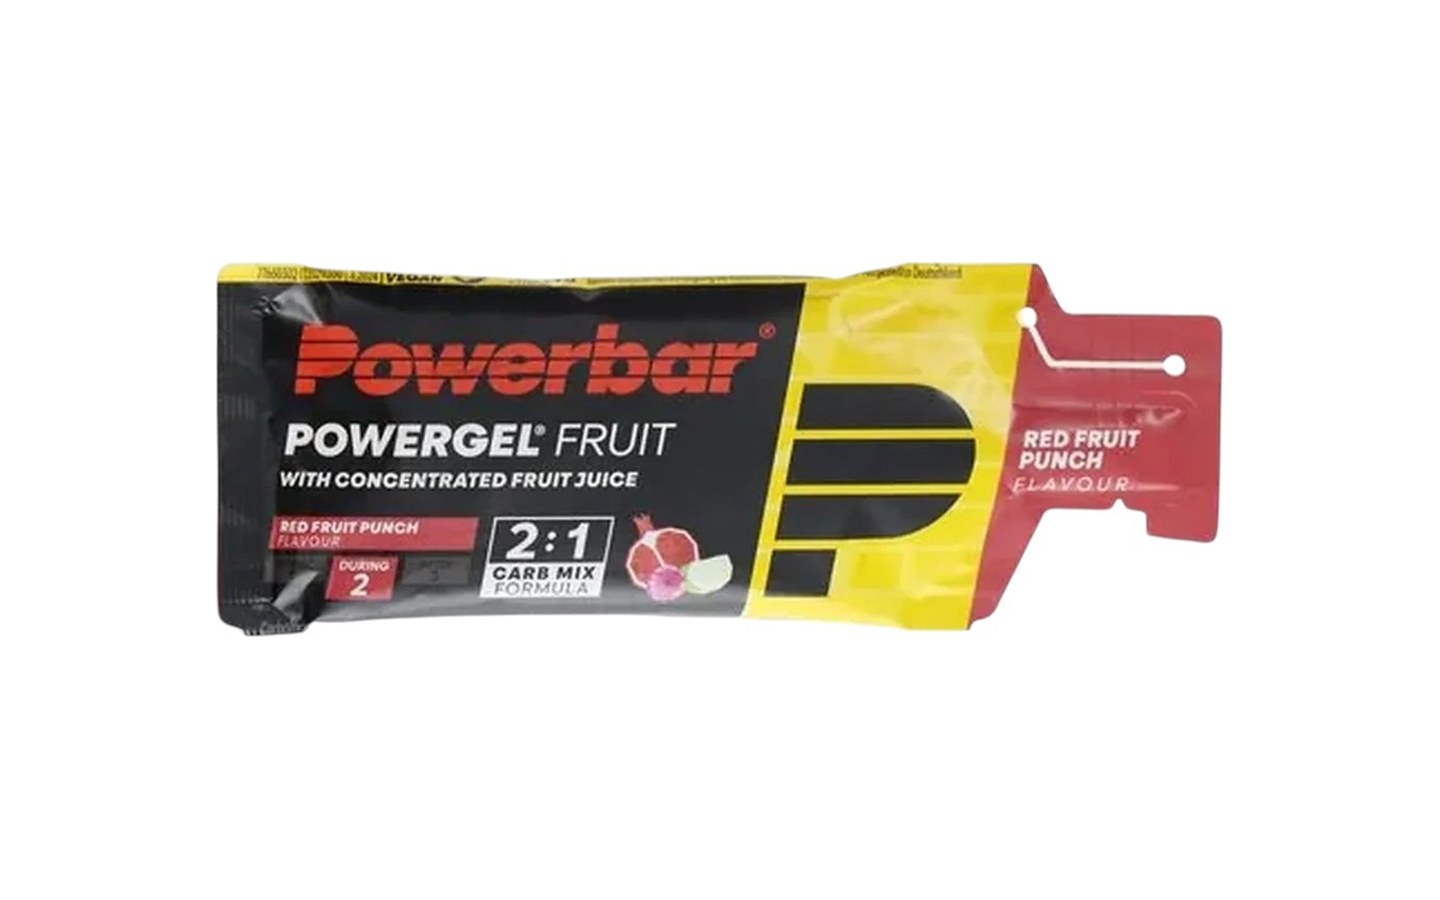 VEGAN
Powerbar®
POWERGEL® FRUIT
WITH CONCENTRATED FRUIT JUICE
RED FRUIT PUNCH
FLAVOUR
DURING
2
3
2:1
CARB MIX
FORMULA
RED FRUIT
PUNCH
FLAVOUR